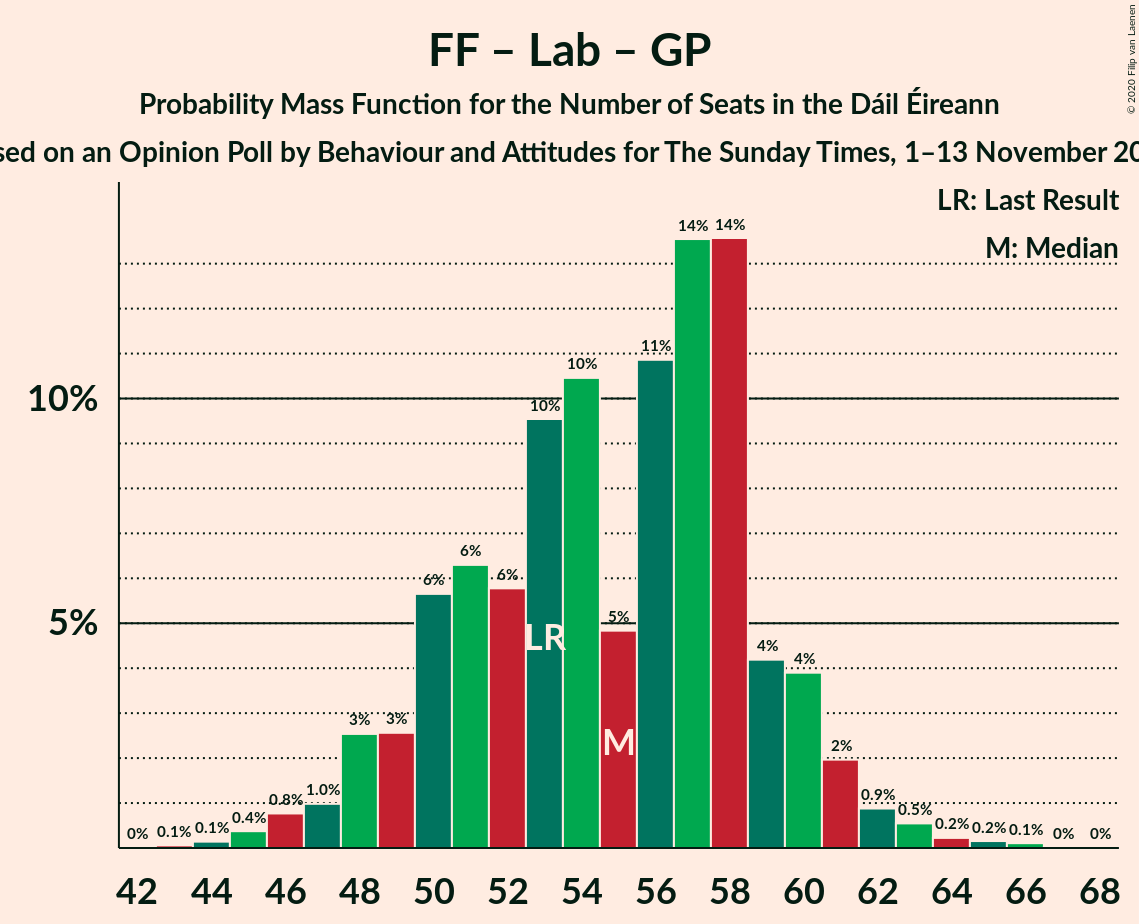 FF – Lab – GP
Probability Mass Function for the Number of Seats in the Dáil Éireann
on an Opinion Poll by Behaviour and Attitudes for The Sunday Times, 1–13 November
© 2020 Filip van Laenen
LR: Last Result
M: Median
14% 14%
11%
10%
10%
10%
6%
6% 6%
5%
5%
LR
4%
4%
3% 3%
M
2%
0% 0.1% 0.1% 0.4% 0.8% 1.0%
0.9% 0.5% 0.2% 0.2% 0.1% 0% 0%
42 44 46 48 50 52 54 56 58 60 62 64 66 68